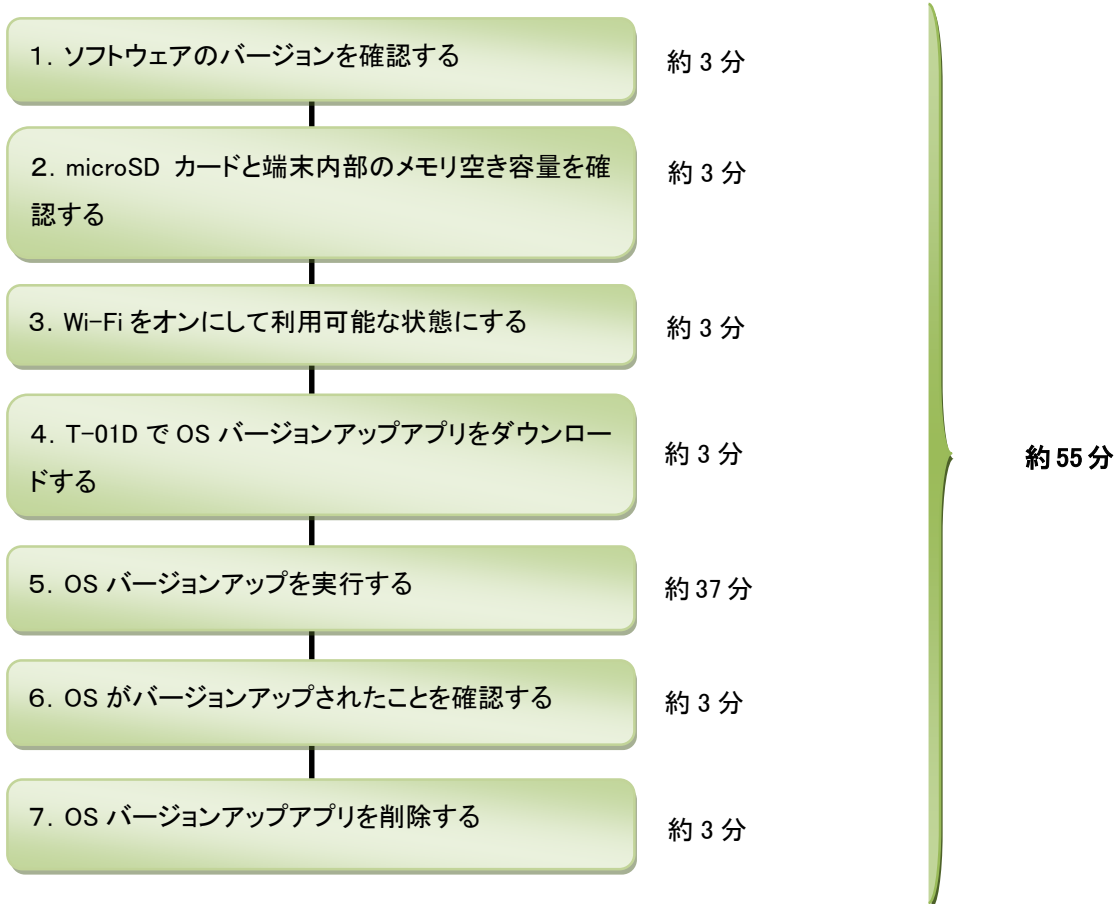 1. ソフトウェアのバージョンを確認する
約 3 分
2. microSD カードと端末内部のメモリ空き容量を確
認する
約 3 分
3. Wi-Fi をオンにして利用可能な状態にする
約 3 分
4. T-01D で OS バージョンアップアプリをダウンロー
ドする
約 3 分
約 55 分
5. OS バージョンアップを実行する
約 37 分
6. OS がバージョンアップされたことを確認する
約 3 分
7. OS バージョンアップアプリを削除する
約 3 分